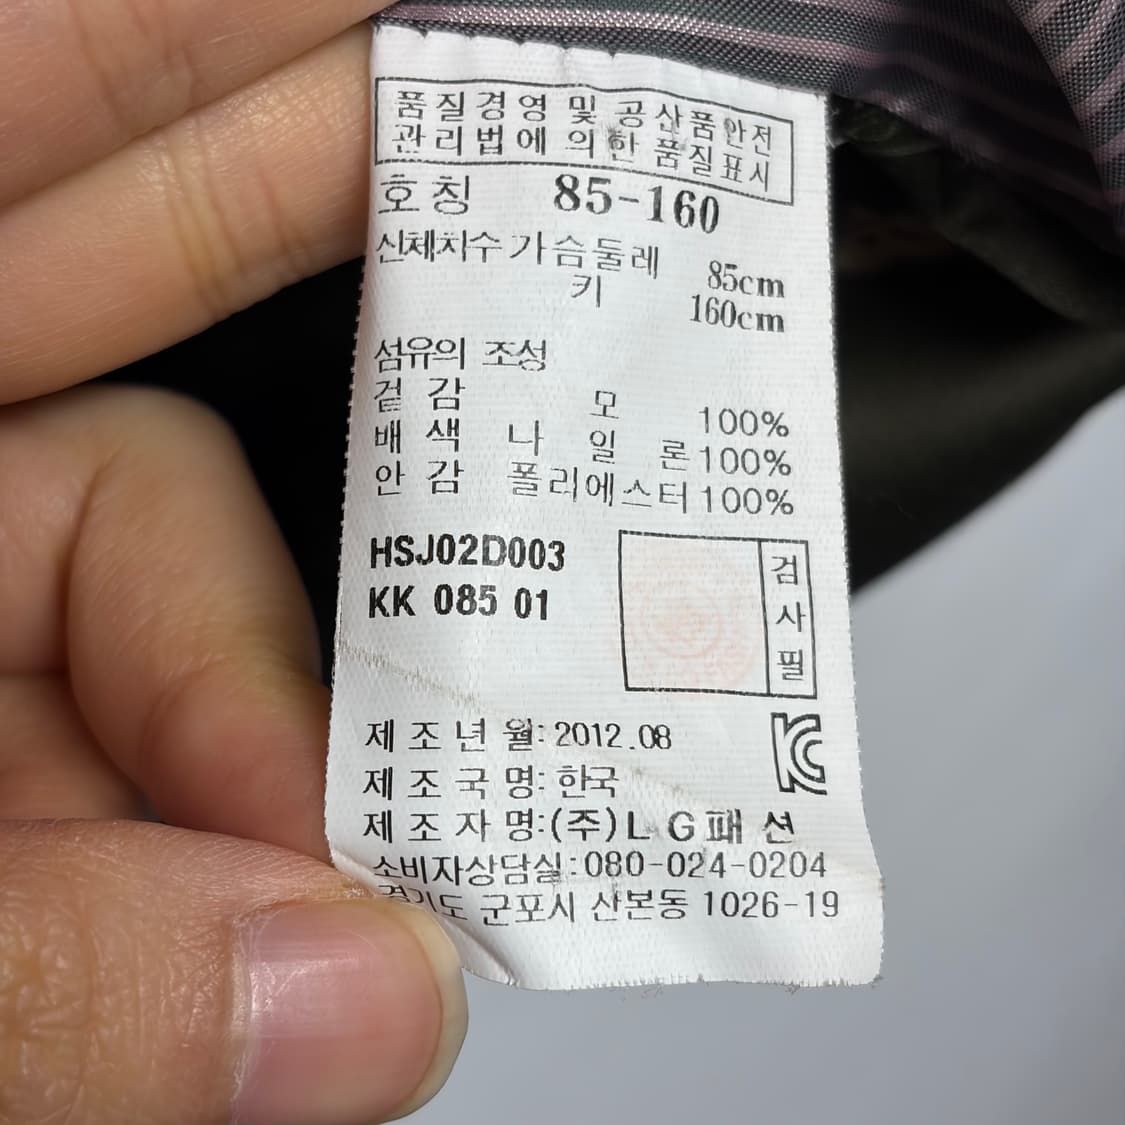 품질경영 및 공산품안전
관리법에 의한 품질표시
호칭 85-160
신체치수 가슴둘레 85cm
키 160cm
섬유의 조성
겉감 모 100%
배색 나일론 100%
안감 폴리에스터 100%
HSJ02D003
KK 085 01
검사필
제조년월: 2012.08
KC
제조국명: 한국
제조자명:(주)LG패션
소비자상담실:080-024-0204
경기도 군포시 산본동 1026-19